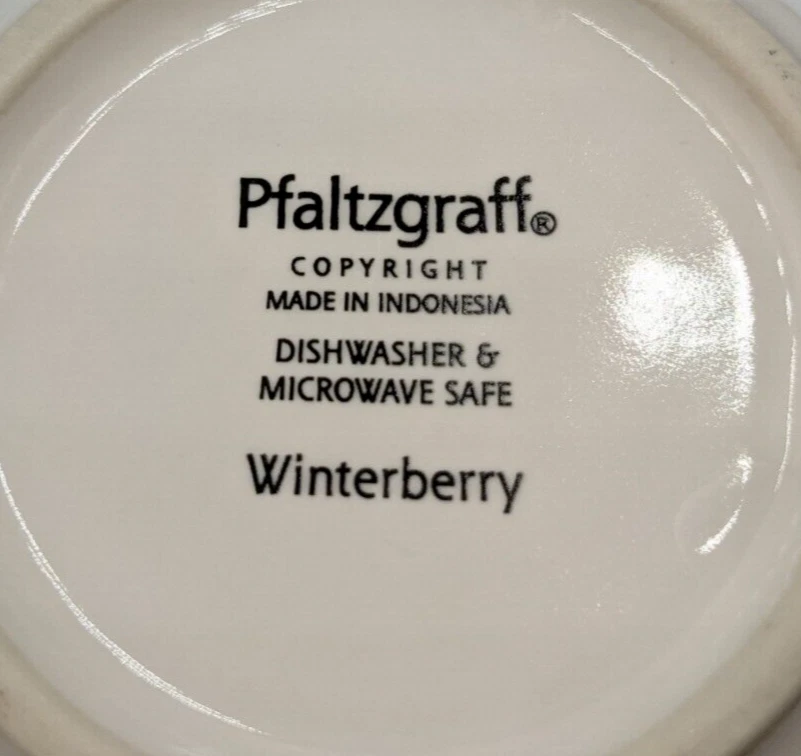 Pfaltzgraff®
COPYRIGHT
MADE IN INDONESIA
DISHWASHER &
MICROWAVE SAFE
Winterberry